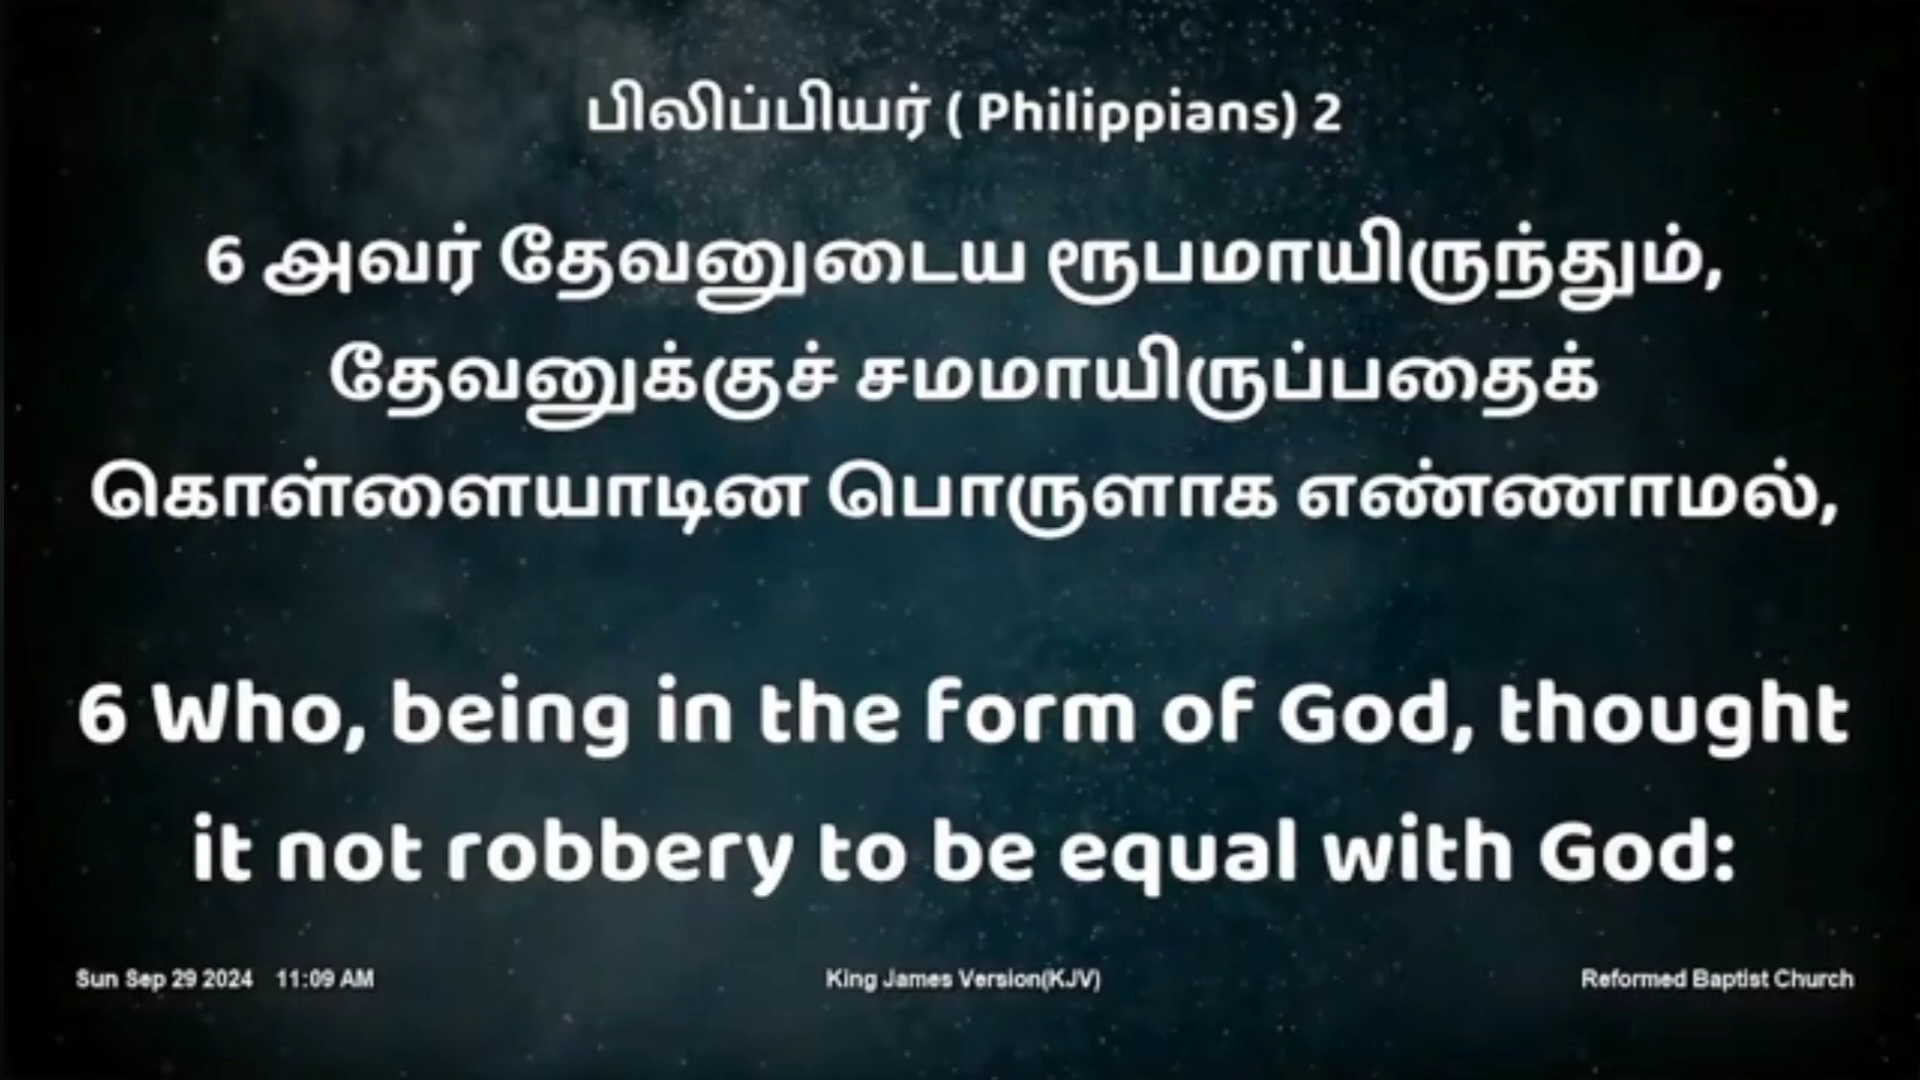 பிலிப்பியர் ( Philippians) 2
6 அவர் தேவனுடைய ரூபமாயிருந்தும்,
தேவனுக்குச் சமமாயிருப்பதைக்
கொள்ளையாடின பொருளாக எண்ணாமல்,
6 Who, being in the form of God, thought
it not robbery to be equal with God:
Sun Sep 29 2024 11:09 AM King James Version(KJV) Reformed Baptist Church